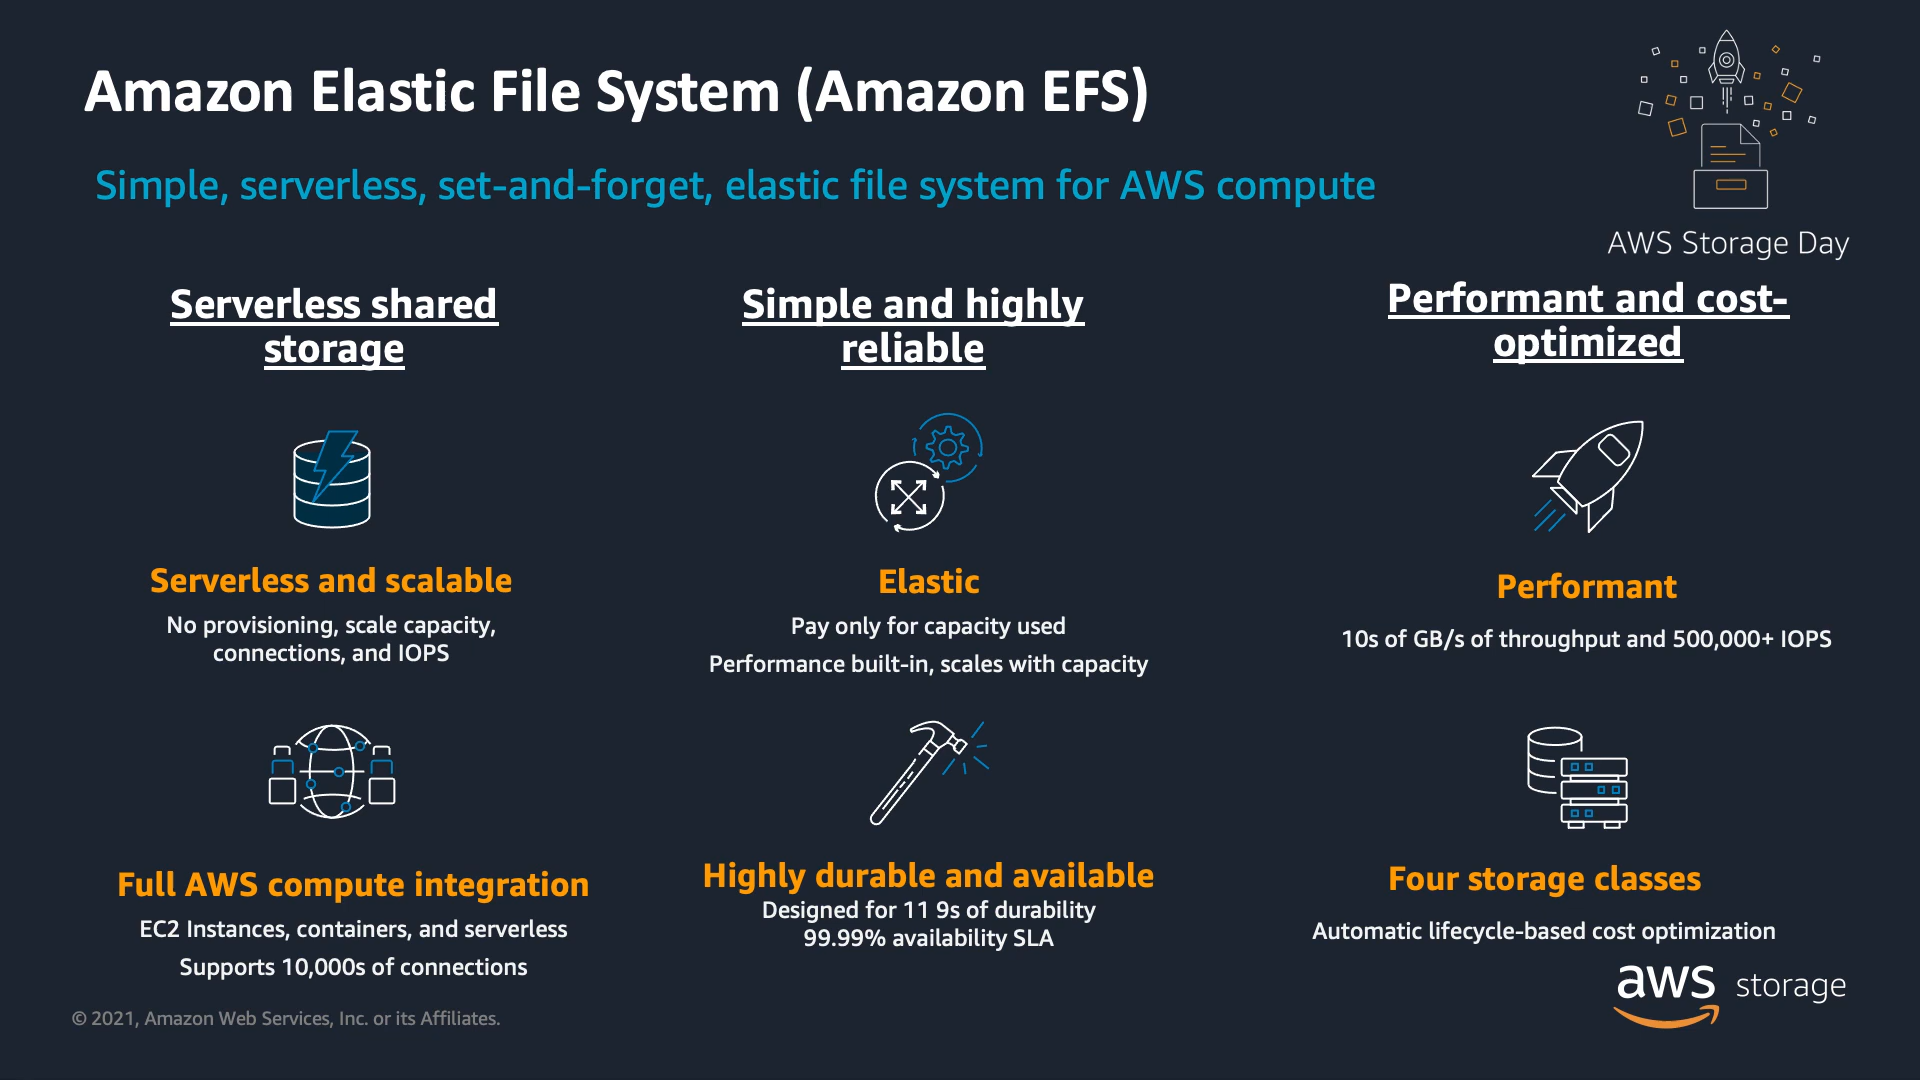 Amazon Elastic File System (Amazon EFS)
Simple, serverless, set-and-forget, elastic file system for AWS compute
AWS Storage Day
Serverless shared
storage
Serverless and scalable
No provisioning, scale capacity,
connections, and IOPS
Full AWS compute integration
EC2 Instances, containers, and serverless
Supports 10,000s of connections
Simple and highly
reliable
Elastic
Pay only for capacity used
Performance built-in, scales with capacity
Highly durable and available
Designed for 11 9s of durability
99.99% availability SLA
Performant and cost-
optimized
Performant
10s of GB/s of throughput and 500,000+ IOPS
Four storage classes
Automatic lifecycle-based cost optimization
© 2021, Amazon Web Services, Inc. or its Affiliates.
aws storage